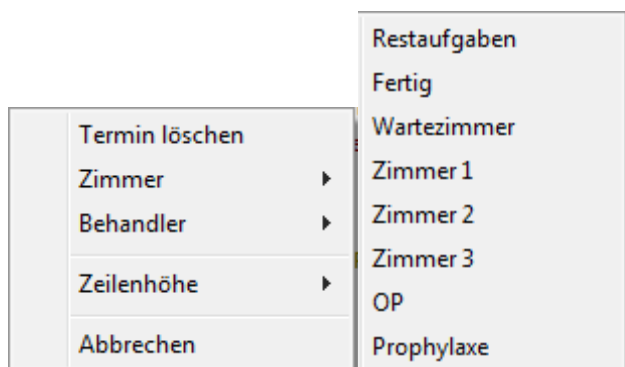 Termin löschen
Zimmer
Behandler
Zeilenhöhe
Abbrechen
Restaufgaben
Fertig
Wartezimmer
Zimmer 1
Zimmer 2
Zimmer 3
OP
Prophylaxe